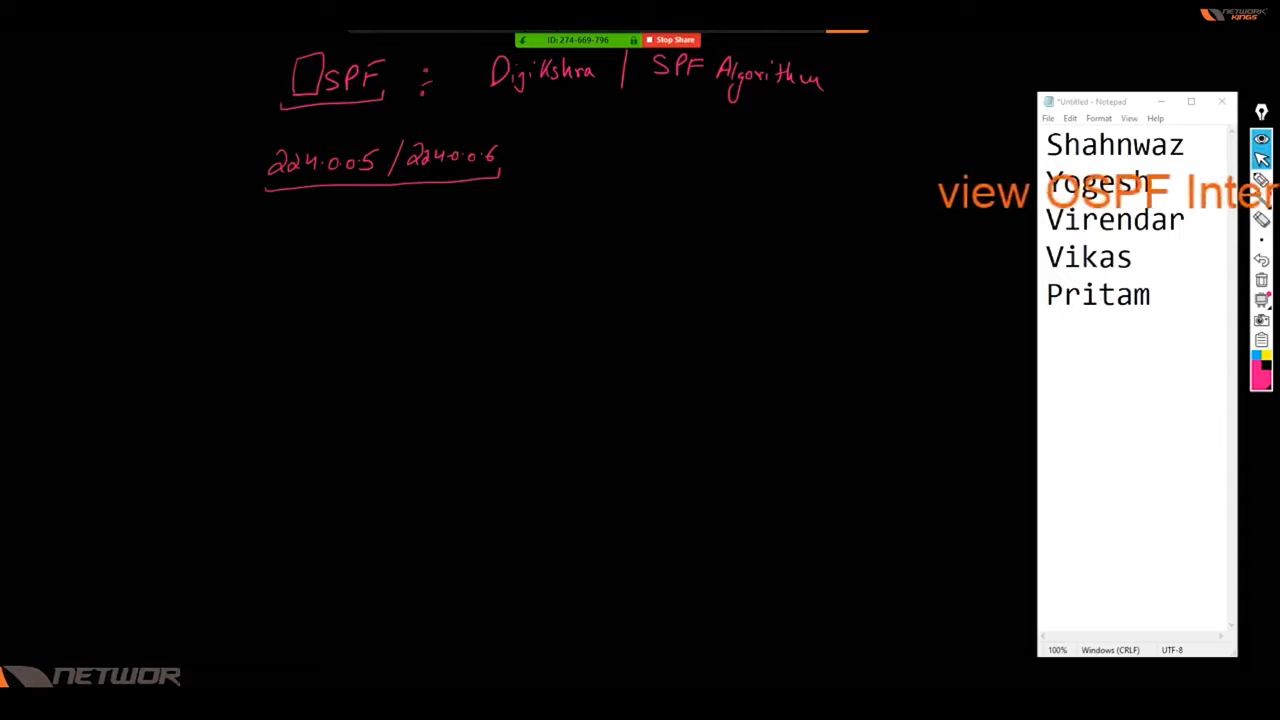 NETWORK
KINGS
ID: 274-669-796
Stop Share
OSPF : Dijikshra | SPF Algorithm
224.0.0.5 / 224.0.0.6
*Untitled - Notepad
File Edit Format View Help
Shahnwaz
Yogesh
view OSPF Inter
Virendar
Vikas
Pritam
100% Windows (CRLF) UTF-8
NETWOR